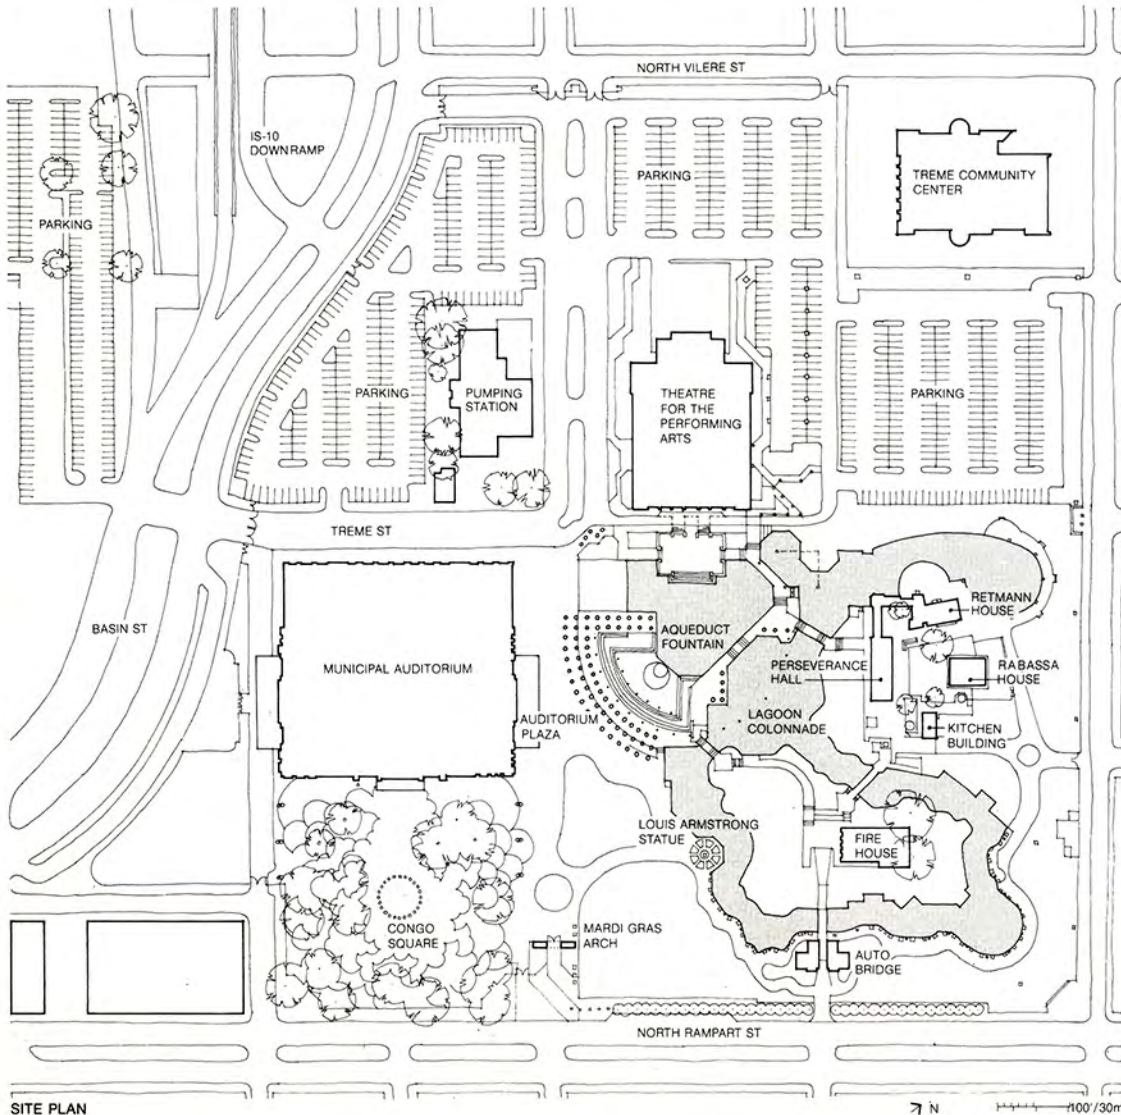 NORTH VILERE ST
IS-10
DOWNRAMP
PARKING
TREME COMMUNITY
CENTER
PARKING
PARKING
PUMPING
STATION
THEATRE
FOR THE
PERFORMING
ARTS
PARKING
TREME ST
RETMANN
HOUSE
BASIN ST
AQUEDUCT
FOUNTAIN
MUNICIPAL AUDITORIUM
PERSEVERANCE
HALL
RABASSA
HOUSE
AUDITORIUM
PLAZA
LAGOON
COLONNADE
KITCHEN
BUILDING
LOUIS ARMSTRONG
STATUE
FIRE
HOUSE
CONGO
SQUARE
MARDI GRAS
ARCH
AUTO
BRIDGE
NORTH RAMPART ST
SITE PLAN
N
100'/30m